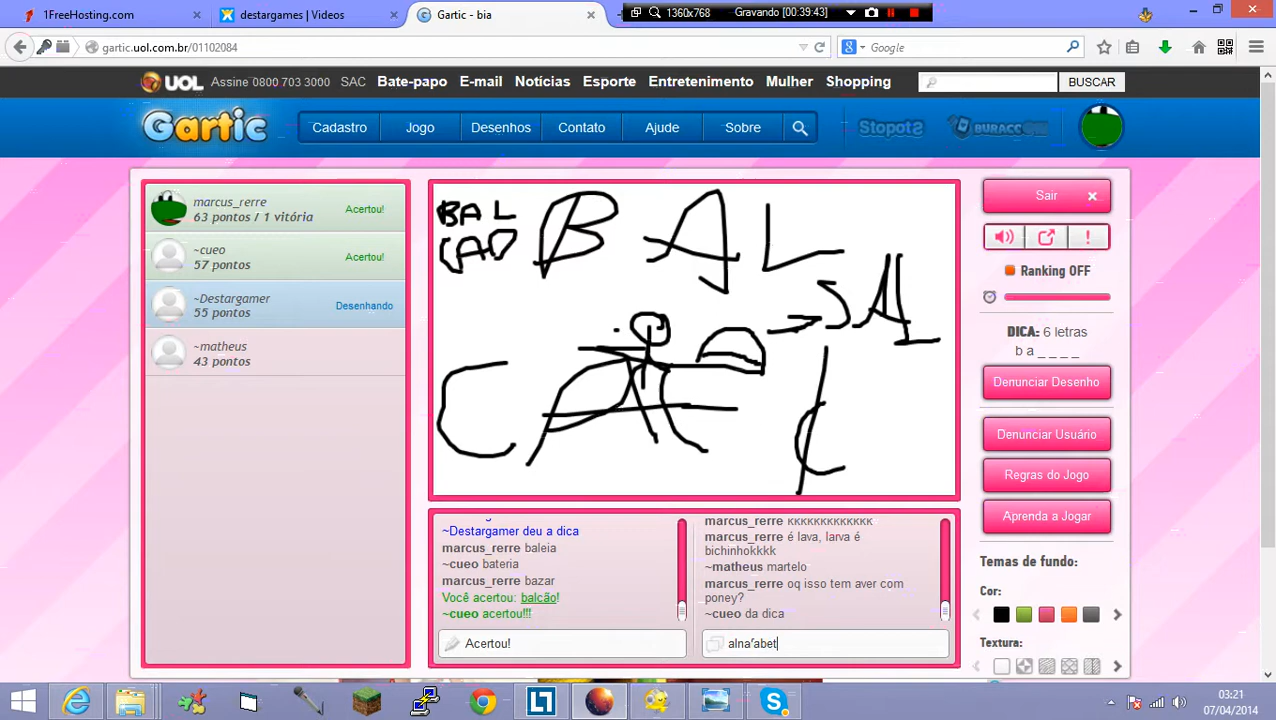 1FreeHosting.com
destargames | Videos
Gartic - bia
1360x768
Gravando [00:39:43]
gartic.uol.com.br/01102084
Google
UOL
Assine 0800 703 3000
SAC
Bate-papo
E-mail
Notícias
Esporte
Entretenimento
Mulher
Shopping
BUSCAR
Gartic
Cadastro
Jogo
Desenhos
Contato
Ajude
Sobre
StopotS
BURACO
marcus_rerre
63 pontos / 1 vitória
Acertou!
~cueo
57 pontos
Acertou!
~Destargamer
55 pontos
Desenhando
~matheus
43 pontos
BAL
CAO
B A L
C A
Sair
Ranking OFF
DICA: 6 letras
b a _ _ _ _
Denunciar Desenho
Denunciar Usuário
Regras do Jogo
Aprenda a Jogar
Temas de fundo:
Cor:
Textura:
~Destargamer deu a dica
marcus_rerre baleia
~cueo bateria
marcus_rerre bazar
Você acertou: balcão!
~cueo acertou!!!
Acertou!
marcus_rerre kkkkkkkkkkkkk
marcus_rerre é lava, larva é
bichinhokkkk
~matheus martelo
marcus_rerre oq isso tem aver com
poney?
~cueo da dica
alna'abet
03:21
07/04/2014